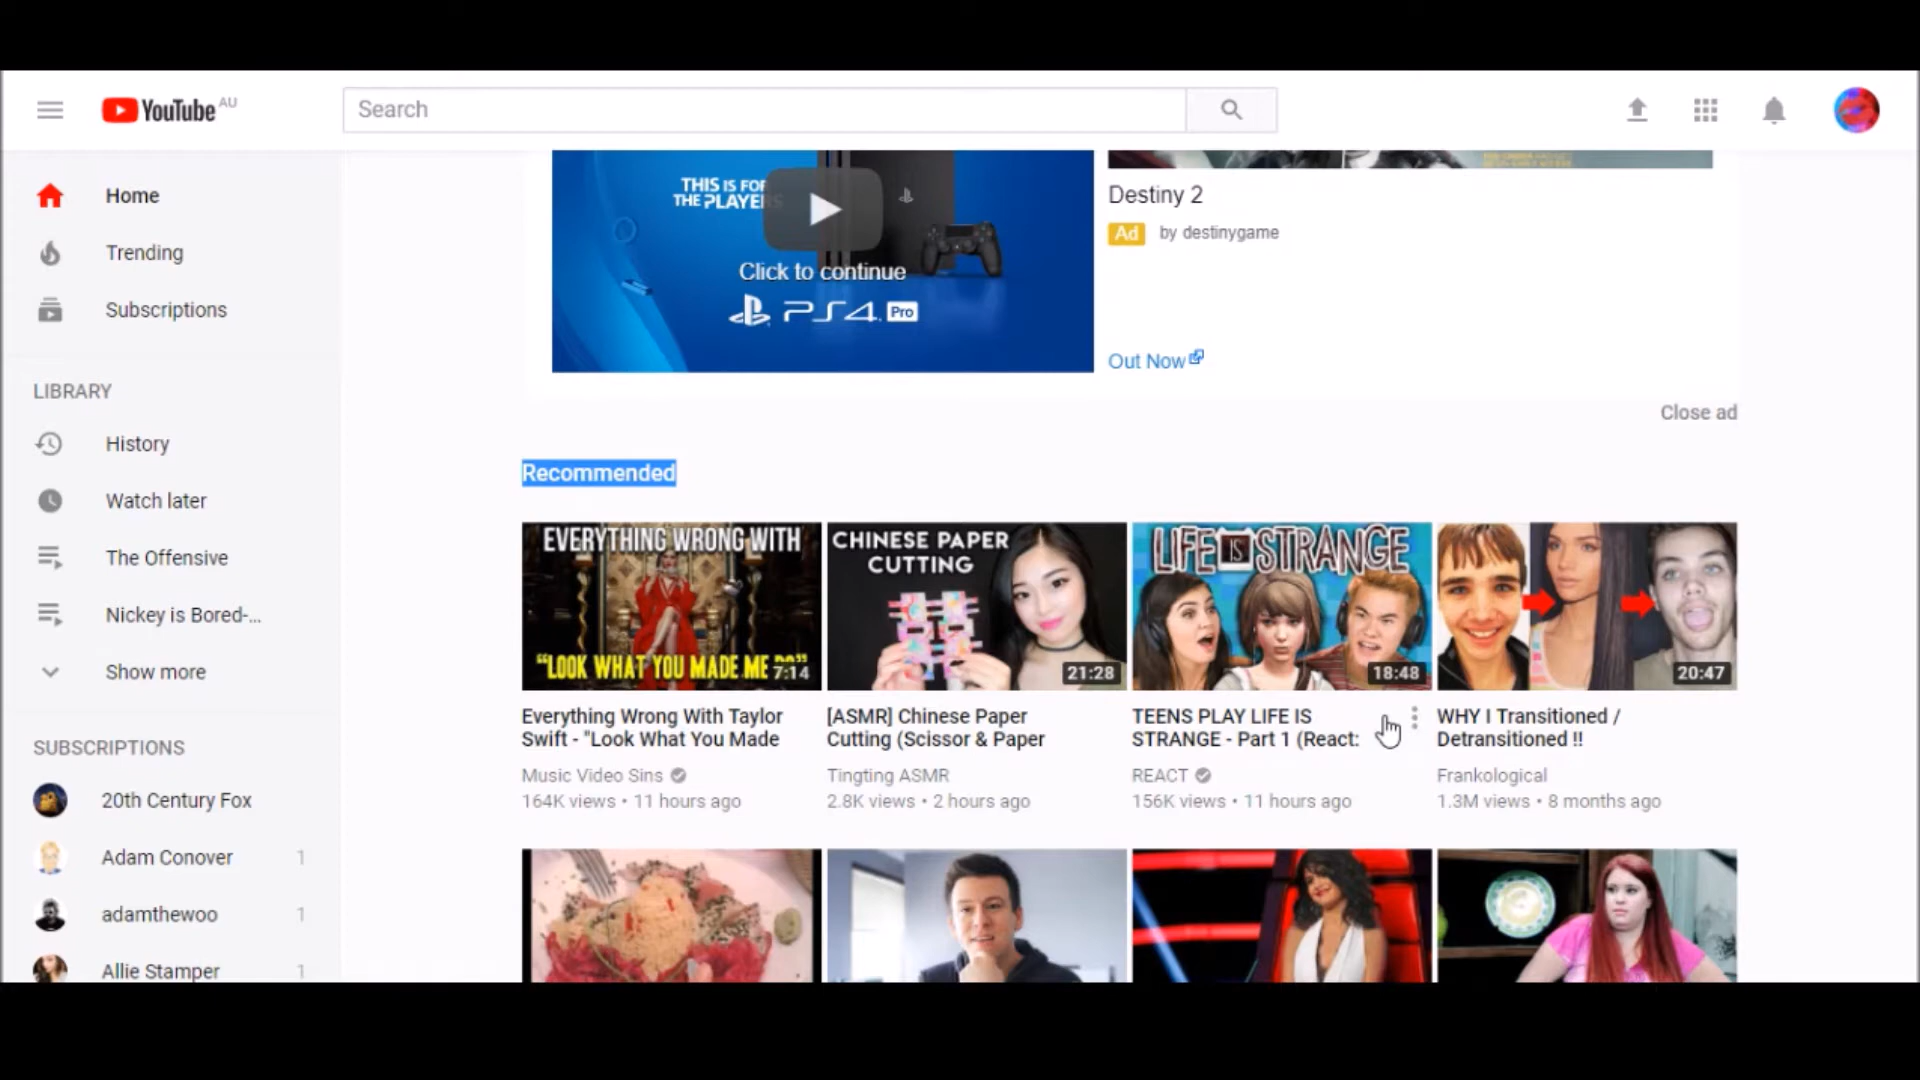 YouTube AU
Search
Home
Trending
Subscriptions
LIBRARY
History
Watch later
The Offensive
Nickey is Bored-...
Show more
SUBSCRIPTIONS
20th Century Fox
Adam Conover 1
adamthewoo 1
Allie Stamper 1
THIS IS FOR
THE PLAYERS
Click to continue
PS4 Pro
Destiny 2
Ad by destinygame
Out Now
Close ad
Recommended
EVERYTHING WRONG WITH
"LOOK WHAT YOU MADE ME DO"
7:14
CHINESE PAPER
CUTTING
21:28
LIFE IS STRANGE
18:48
20:47
Everything Wrong With Taylor
Swift - "Look What You Made
Music Video Sins
164K views • 11 hours ago
[ASMR] Chinese Paper
Cutting (Scissor & Paper
Tingting ASMR
2.8K views • 2 hours ago
TEENS PLAY LIFE IS
STRANGE - Part 1 (React:
REACT
156K views • 11 hours ago
WHY I Transitioned /
Detransitioned !!
Frankological
1.3M views • 8 months ago